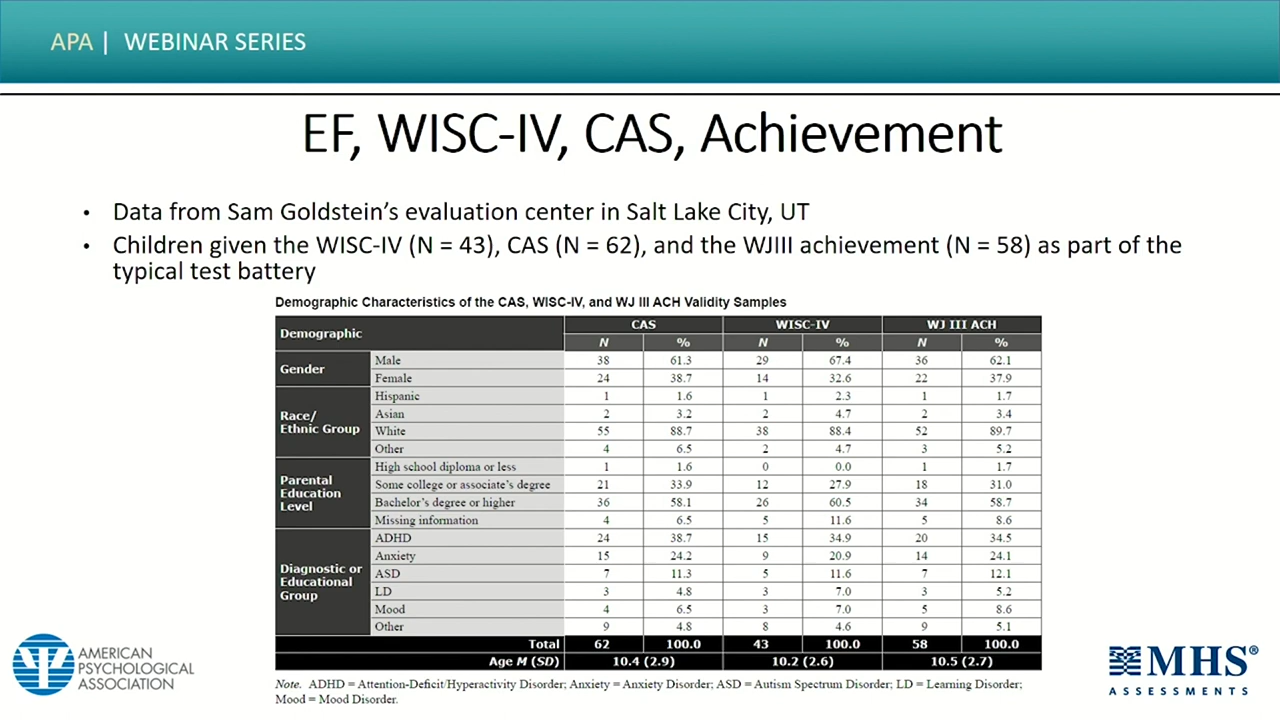 APA | WEBINAR SERIES
EF, WISC-IV, CAS, Achievement
• Data from Sam Goldstein’s evaluation center in Salt Lake City, UT
• Children given the WISC-IV (N = 43), CAS (N = 62), and the WJIII achievement (N = 58) as part of the
typical test battery
Demographic Characteristics of the CAS, WISC-IV, and WJ III ACH Validity Samples
Demographic CAS WISC-IV WJ III ACH
N % N % N %
Gender Male 38 61.3 29 67.4 36 62.1
Female 24 38.7 14 32.6 22 37.9
Race/ Ethnic Group Hispanic 1 1.6 1 2.3 1 1.7
Asian 2 3.2 2 4.7 2 3.4
White 55 88.7 38 88.4 52 89.7
Other 4 6.5 2 4.7 3 5.2
Parental Education Level High school diploma or less 1 1.6 0 0.0 1 1.7
Some college or associate’s degree 21 33.9 12 27.9 18 31.0
Bachelor’s degree or higher 36 58.1 26 60.5 34 58.7
Missing information 4 6.5 5 11.6 5 8.6
Diagnostic or Educational Group ADHD 24 38.7 15 34.9 20 34.5
Anxiety 15 24.2 9 20.9 14 24.1
ASD 7 11.3 5 11.6 7 12.1
LD 3 4.8 3 7.0 3 5.2
Mood 4 6.5 3 7.0 5 8.6
Other 9 4.8 8 4.6 9 5.1
Total 62 100.0 43 100.0 58 100.0
Age M (SD) 10.4 (2.9) 10.2 (2.6) 10.5 (2.7)
Note. ADHD = Attention-Deficit/Hyperactivity Disorder; Anxiety = Anxiety Disorder; ASD = Autism Spectrum Disorder; LD = Learning Disorder;
Mood = Mood Disorder.
AMERICAN
PSYCHOLOGICAL
ASSOCIATION
MHS®
ASSESSMENTS